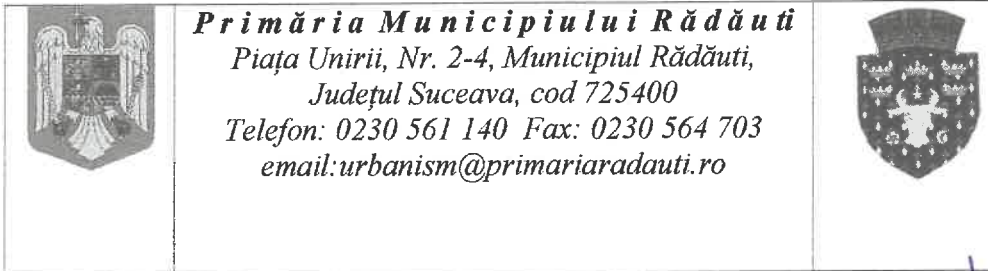 Primăria Municipiului Rădăuti
Piața Unirii, Nr. 2-4, Municipiul Rădăuti,
Județul Suceava, cod 725400
Telefon: 0230 561 140 Fax: 0230 564 703
email:urbanism@primariaradauti.ro